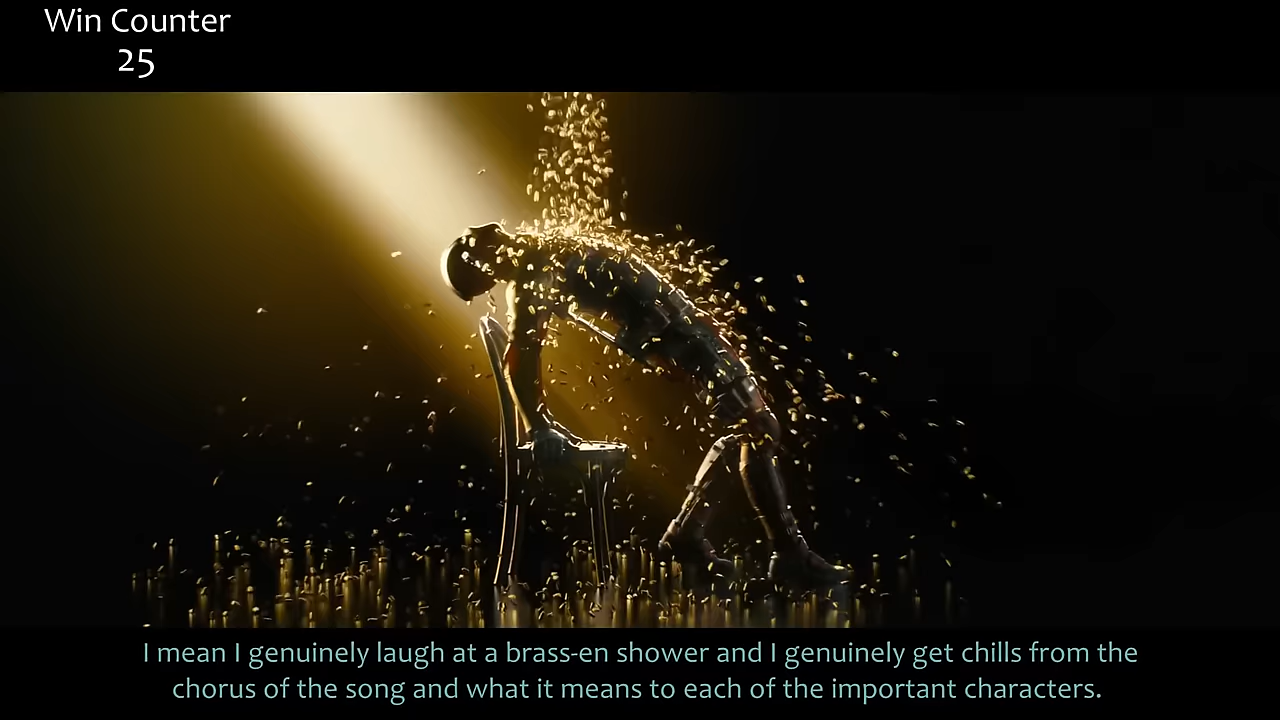 Win Counter
25
I mean I genuinely laugh at a brass-en shower and I genuinely get chills from the
chorus of the song and what it means to each of the important characters.